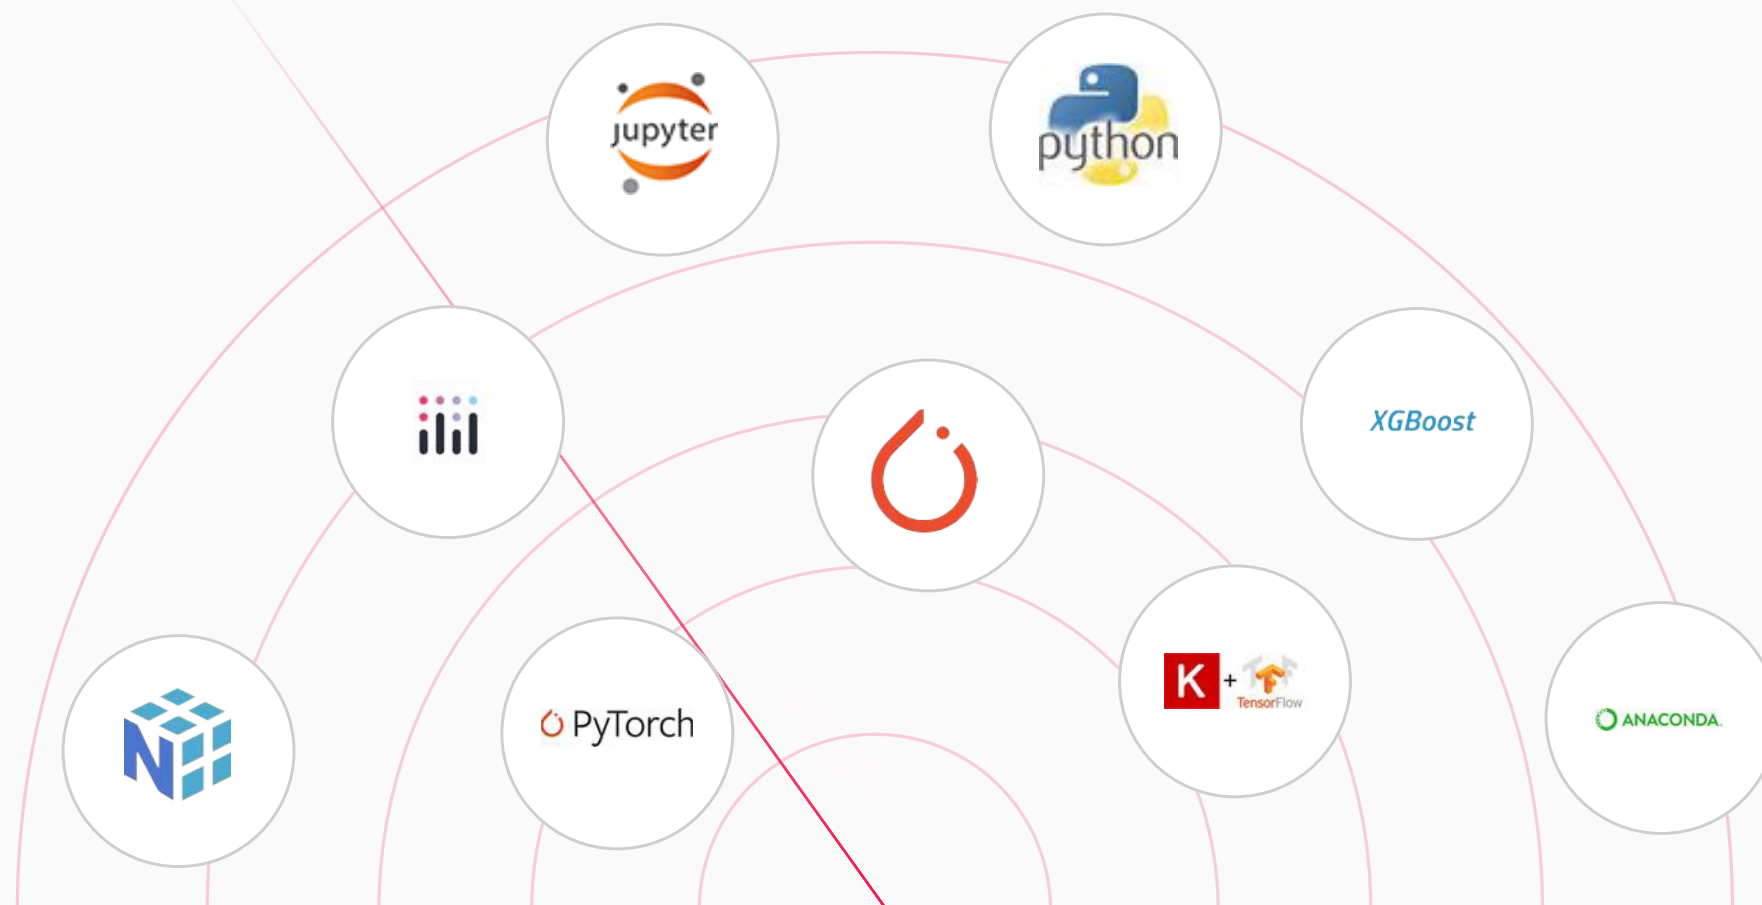 jupyter
python
XGBoost
K + TensorFlow
PyTorch
ANACONDA.
N